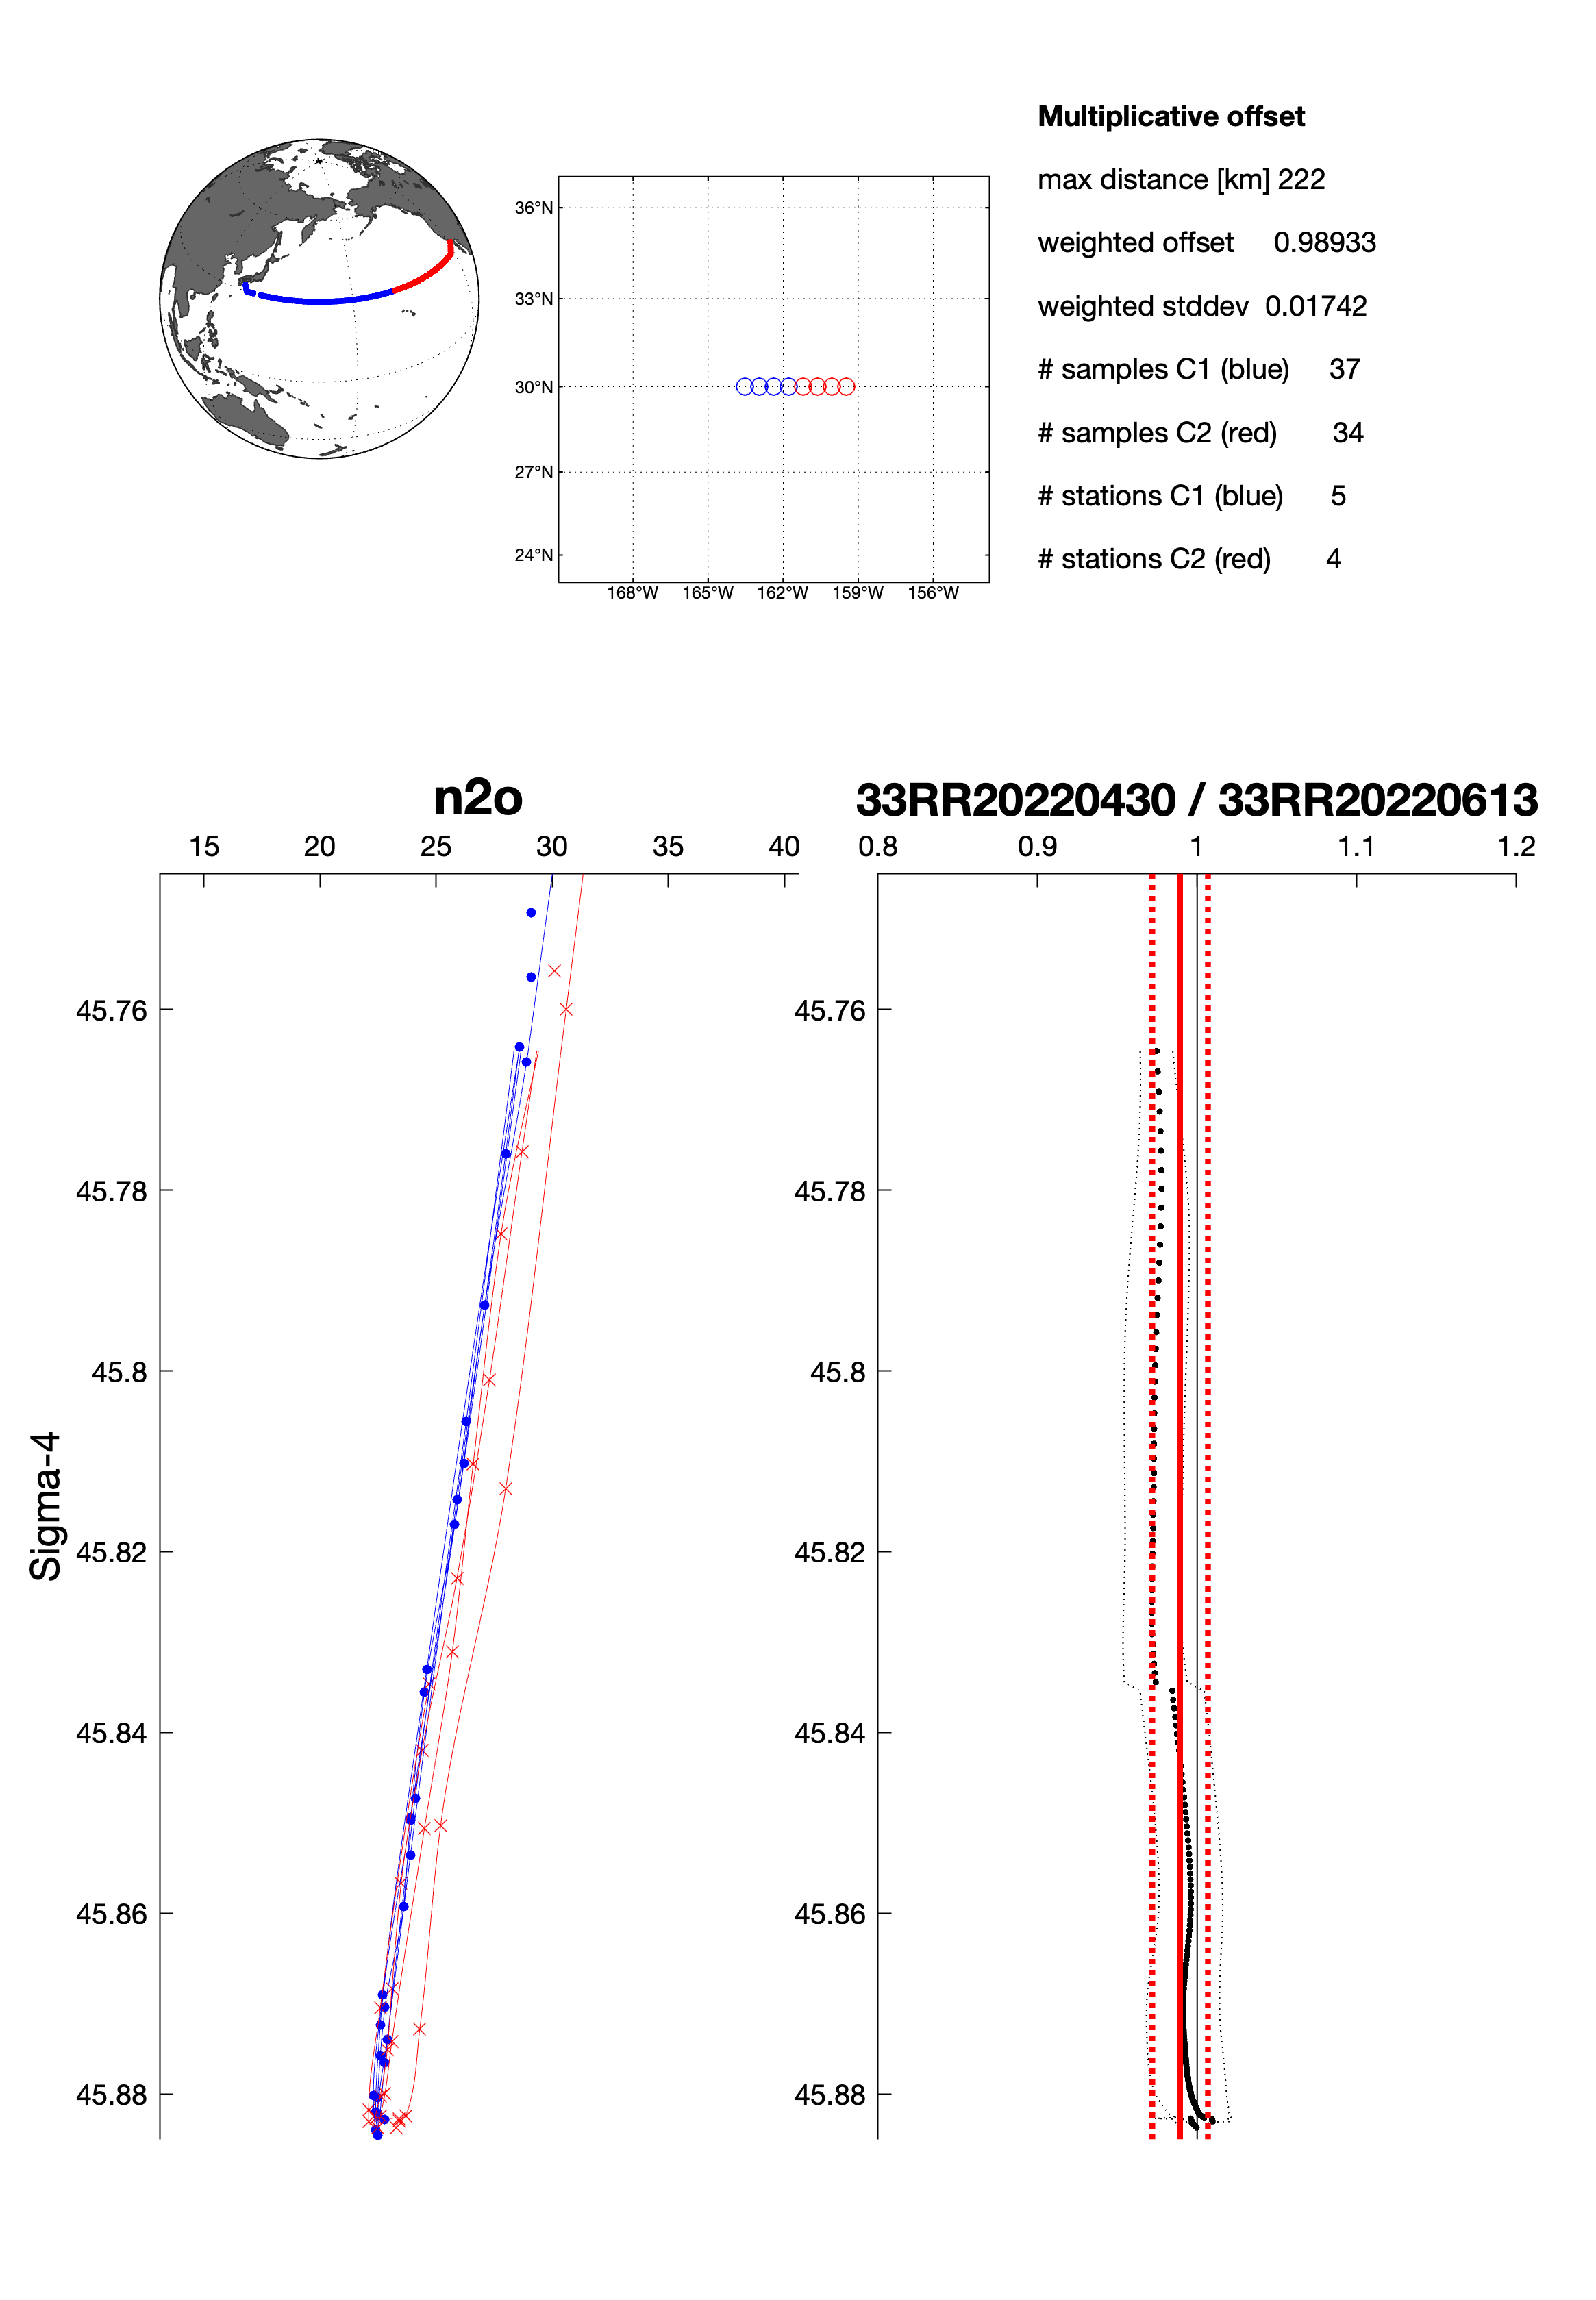 Multiplicative offset
max distance [km] 222
weighted offset 0.98933
weighted stddev 0.01742
# samples C1 (blue) 37
# samples C2 (red) 34
# stations C1 (blue) 5
# stations C2 (red) 4
36°N
33°N
30°N
27°N
24°N
168°W 165°W 162°W 159°W 156°W
n2o
15 20 25 30 35 40
45.76
45.78
45.8
45.82
45.84
45.86
45.88
Sigma-4
33RR20220430 / 33RR20220613
0.8 0.9 1 1.1 1.2
45.76
45.78
45.8
45.82
45.84
45.86
45.88